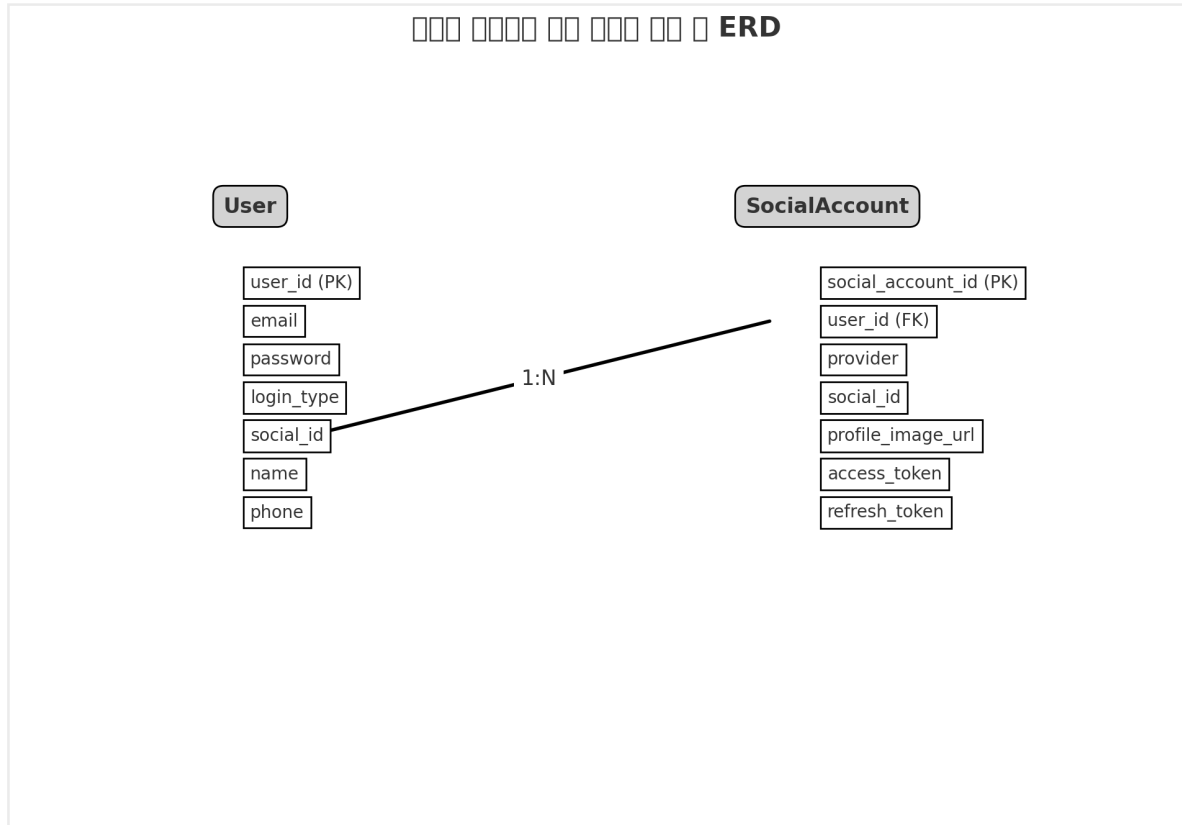 ERD
User
user_id (PK)
email
password
login_type
social_id
name
phone
1:N
SocialAccount
social_account_id (PK)
user_id (FK)
provider
social_id
profile_image_url
access_token
refresh_token